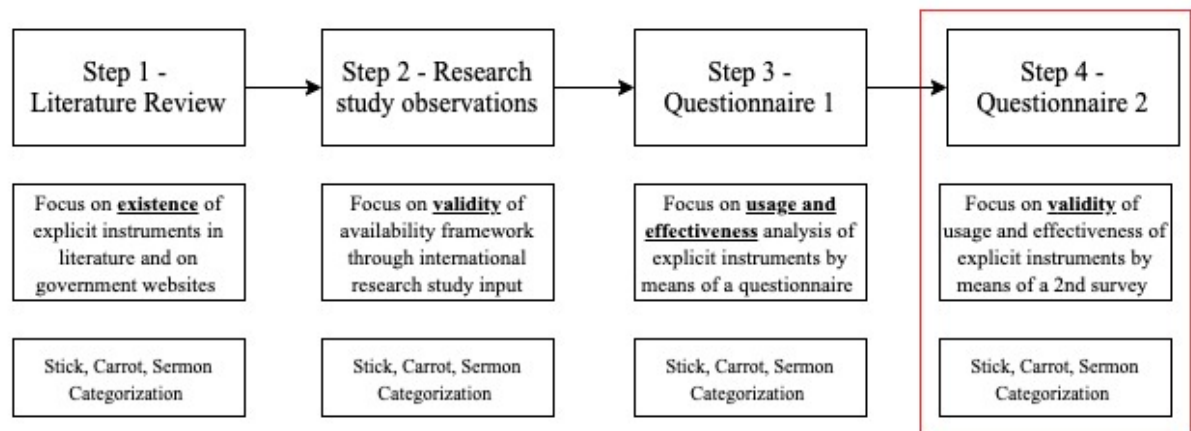 Step 1 -
Literature Review
Step 2 - Research
study observations
Step 3 -
Questionnaire 1
Step 4 -
Questionnaire 2
Focus on existence of
explicit instruments in
literature and on
government websites
Focus on validity of
availability framework
through international
research study input
Focus on usage and
effectiveness analysis of
explicit instruments by
means of a questionnaire
Focus on validity of
usage and effectiveness of
explicit instruments by
means of a 2nd survey
Stick, Carrot, Sermon
Categorization
Stick, Carrot, Sermon
Categorization
Stick, Carrot, Sermon
Categorization
Stick, Carrot, Sermon
Categorization